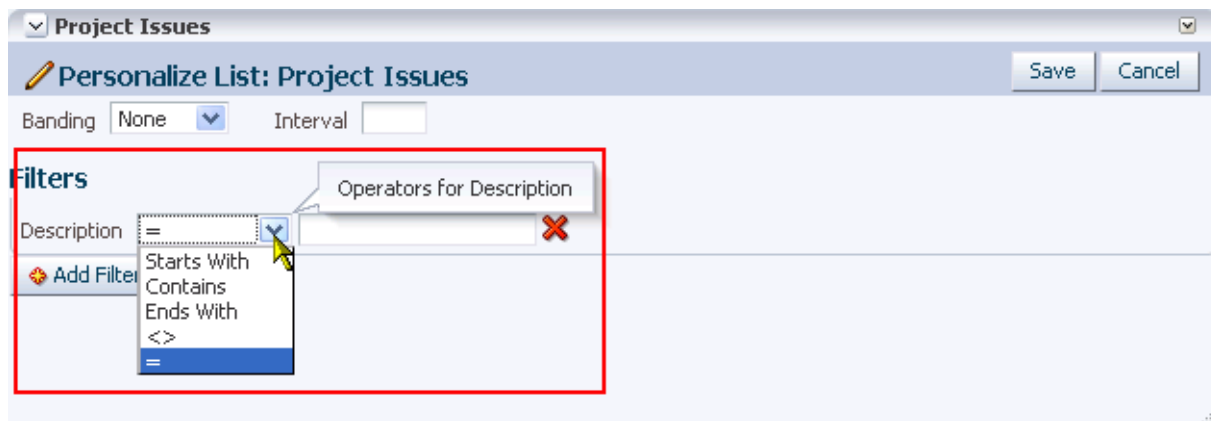 Project Issues
Personalize List: Project Issues Save Cancel
Banding None Interval
Filters
Operators for Description
Description =
Add Filter
Starts With
Contains
Ends With
<>
=